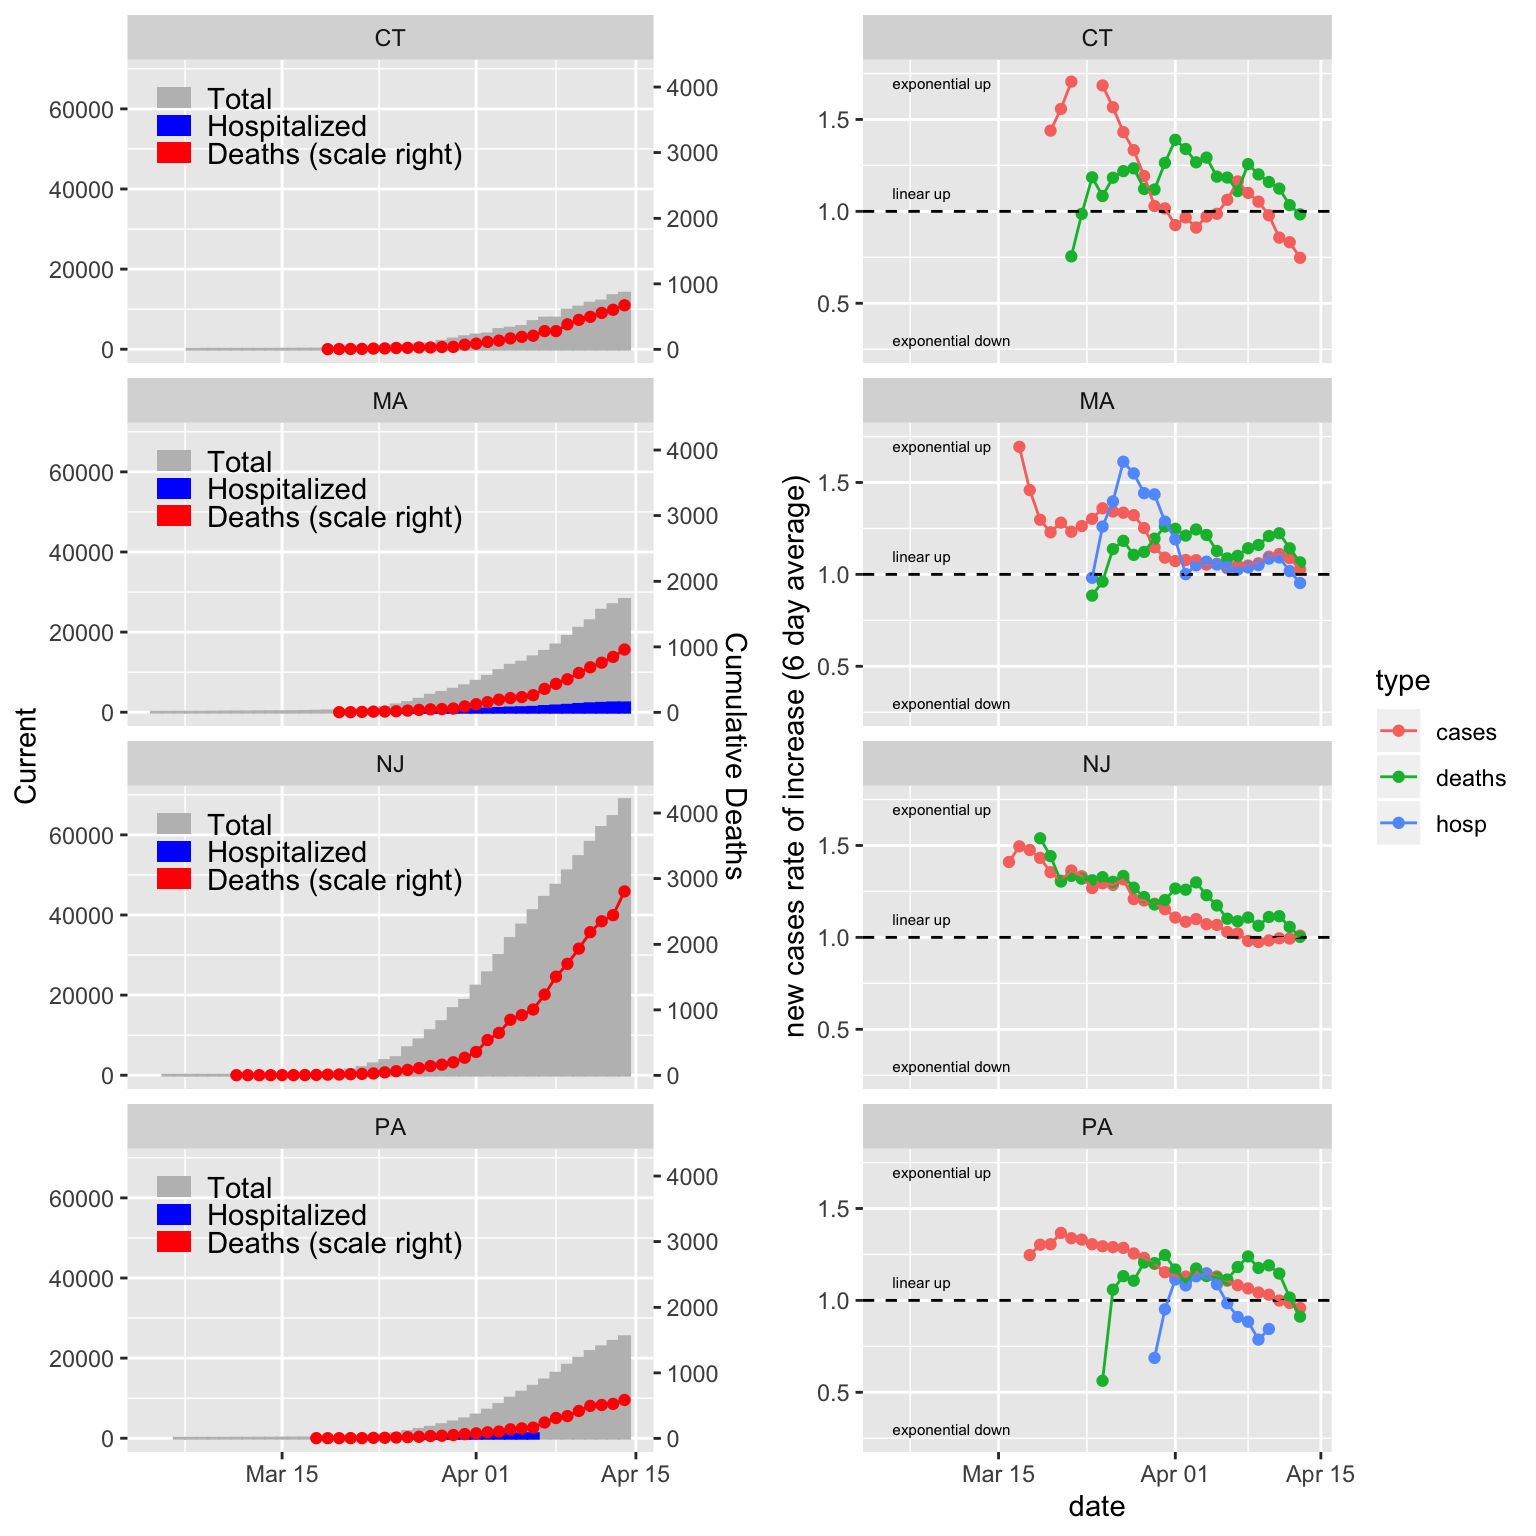 CT
60000
40000
20000
0
Total
Hospitalized
Deaths (scale right)
4000
3000
2000
1000
0
MA
60000
40000
20000
0
Total
Hospitalized
Deaths (scale right)
4000
3000
2000
1000
0
NJ
60000
40000
20000
0
Total
Hospitalized
Deaths (scale right)
4000
3000
2000
1000
0
PA
60000
40000
20000
0
Total
Hospitalized
Deaths (scale right)
4000
3000
2000
1000
0
Mar 15
Apr 01
Apr 15
Current
Cumulative Deaths
CT
1.5
1.0
0.5
exponential up
linear up
exponential down
MA
1.5
1.0
0.5
exponential up
linear up
exponential down
NJ
1.5
1.0
0.5
exponential up
linear up
exponential down
PA
1.5
1.0
0.5
exponential up
linear up
exponential down
Mar 15
Apr 01
Apr 15
date
new cases rate of increase (6 day average)
type
cases
deaths
hosp